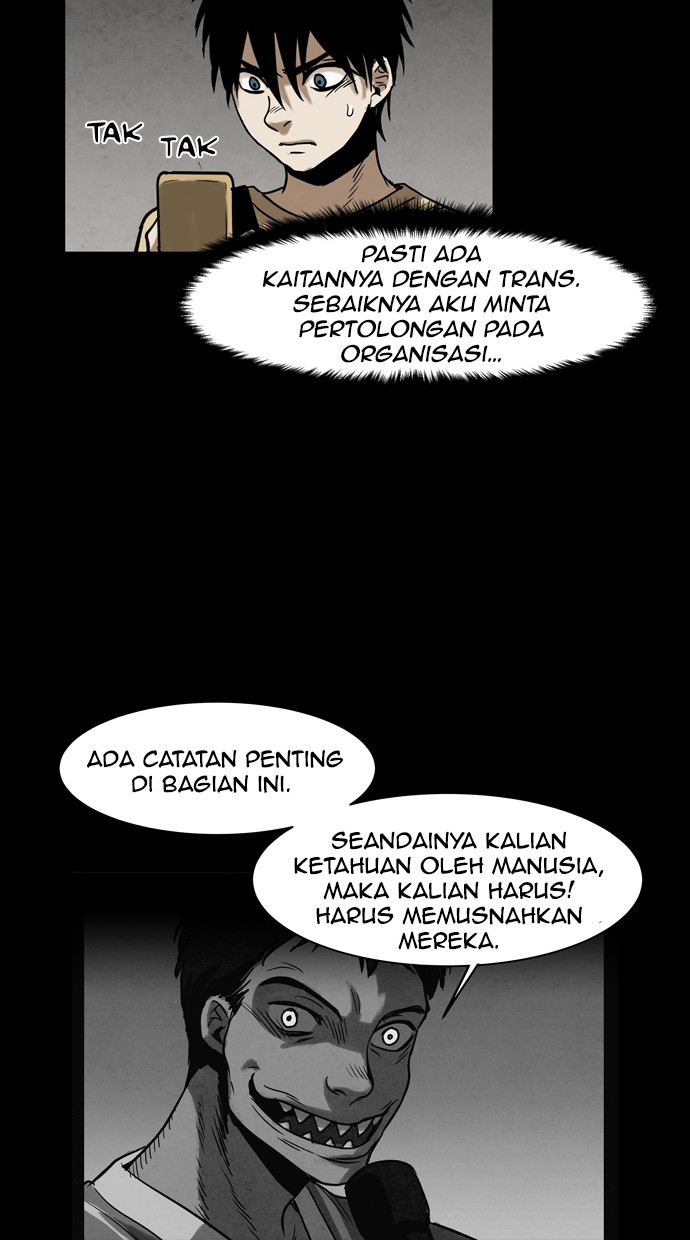 TAK
TAK
PASTI ADA
KAITANNYA DENGAN TRANS.
SEBAIKNYA AKU MINTA
PERTOLONGAN PADA
ORGANISASI...
ADA CATATAN PENTING
DI BAGIAN INI.
SEANDAINYA KALIAN
KETAHUAN OLEH MANUSIA,
MAKA KALIAN HARUS!
HARUS MEMUSNAHKAN
MEREKA.